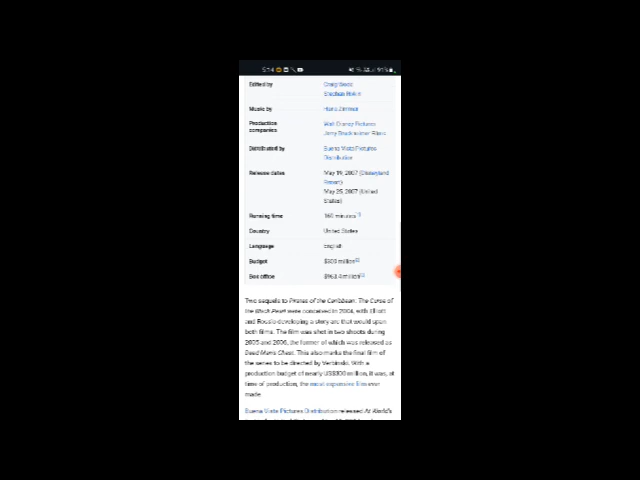 5:14
91%
Edited by
Craig Wood
Stephen Rivkin
Music by
Hans Zimmer
Production
companies
Walt Disney Pictures
Jerry Bruckheimer Films
Distributed by
Buena Vista Pictures
Distribution
Release dates
May 19, 2007 (Disneyland
Resort)
May 25, 2007 (United
States)
Running time
minutes
Country
United States
Language
English
Budget
$300 million
Box office
million
Two sequels to Pirates of the Caribbean: The Curse of
the Black Pearl were conceived in 2004, with Elliott
and Rossio developing a story arc that would span
both films. The film was shot in two shoots during
2005 and 2006, the former of which was released as
Dead Man's Chest. This also marks the final film of
the series to be directed by Verbinski. With a
production budget of nearly US$300 million, it was, at
time of production, the most expensive film ever
made.
Buena Vista Pictures Distribution released At World's